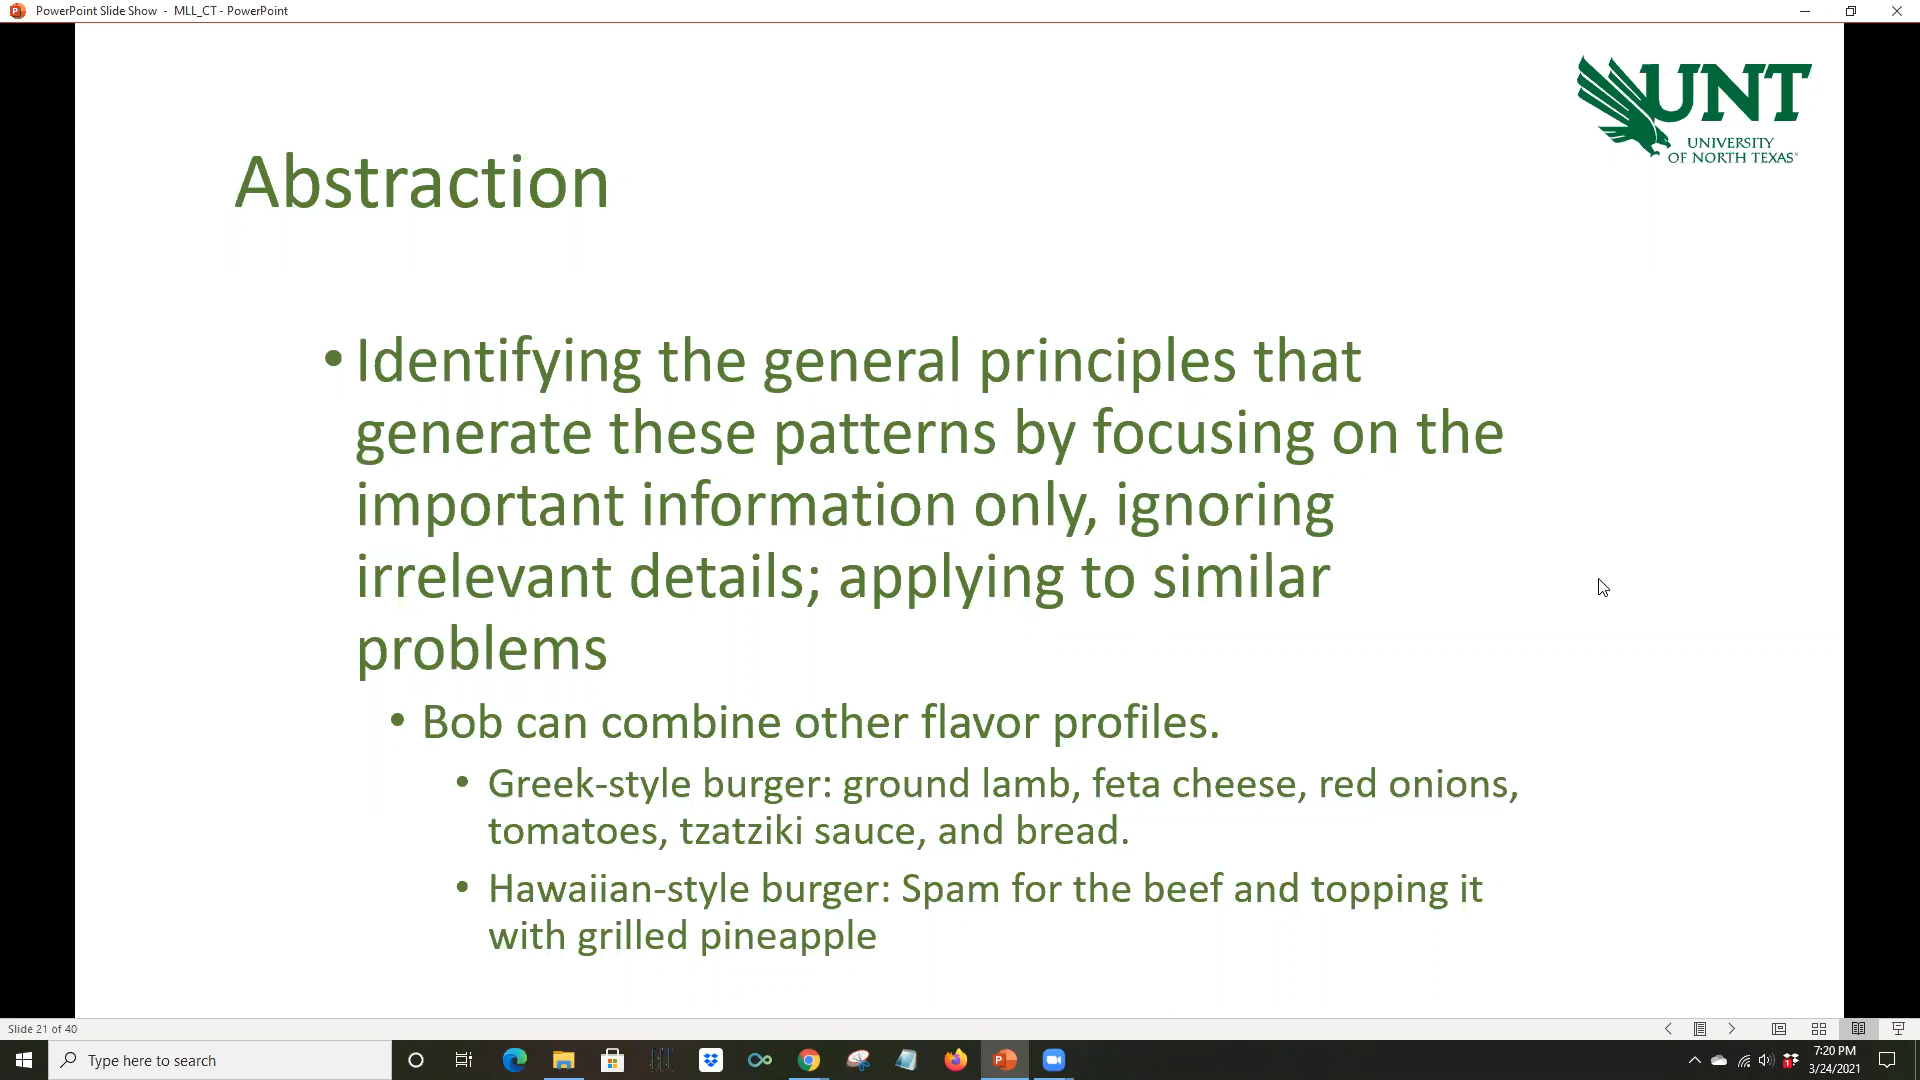 PowerPoint Slide Show - MLL_CT - PowerPoint
UNT
UNIVERSITY
OF NORTH TEXAS®
Abstraction
• Identifying the general principles that
generate these patterns by focusing on the
important information only, ignoring
irrelevant details; applying to similar
problems
• Bob can combine other flavor profiles.
• Greek-style burger: ground lamb, feta cheese, red onions,
tomatoes, tzatziki sauce, and bread.
• Hawaiian-style burger: Spam for the beef and topping it
with grilled pineapple
Slide 21 of 40
Type here to search
7:20 PM
3/24/2021